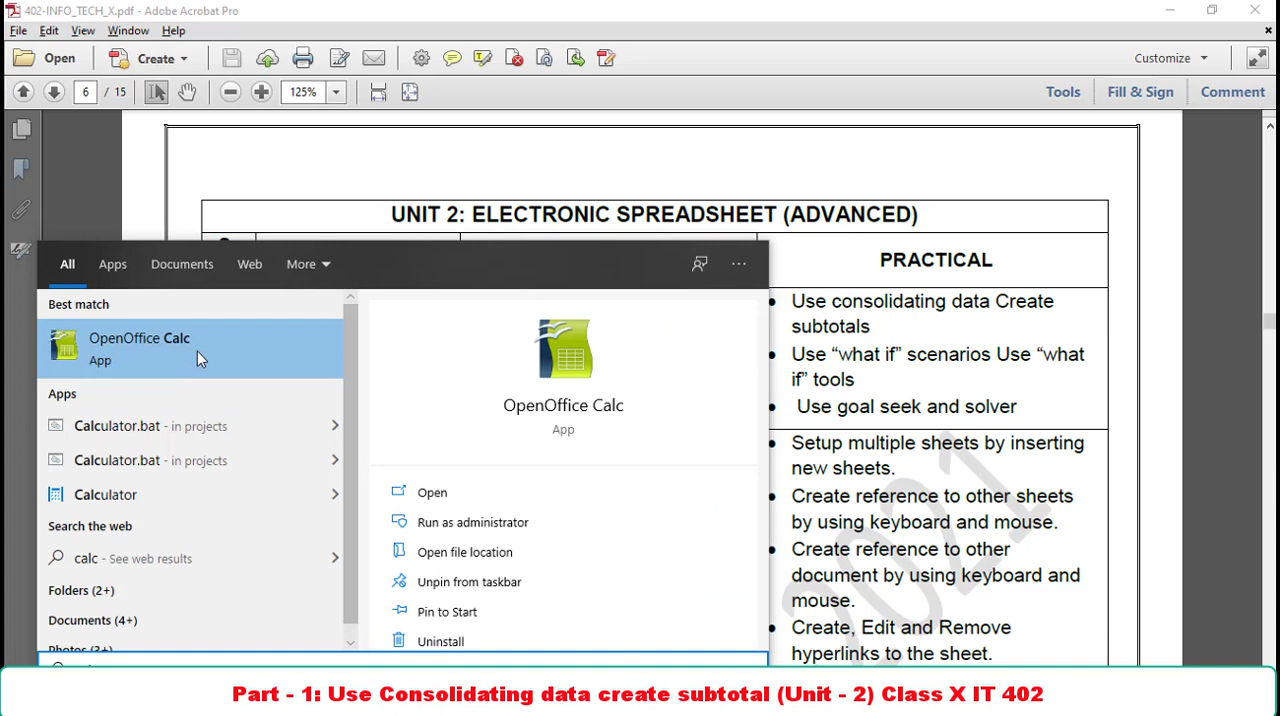 402-INFO_TECH_X.pdf - Adobe Acrobat Pro
File Edit View Window Help
Open Create Customize
6 / 15 125% Tools Fill & Sign Comment
UNIT 2: ELECTRONIC SPREADSHEET (ADVANCED)
PRACTICAL
• Use consolidating data Create
subtotals
• Use “what if” scenarios Use “what
if” tools
• Use goal seek and solver
• Setup multiple sheets by inserting
new sheets.
• Create reference to other sheets
by using keyboard and mouse.
• Create reference to other
document by using keyboard and
mouse.
• Create, Edit and Remove
hyperlinks to the sheet.
2021
All Apps Documents Web More
Best match
OpenOffice Calc
App
Apps
Calculator.bat - in projects
Calculator.bat - in projects
Calculator
Search the web
calc - See web results
Folders (2+)
Documents (4+)
Photos (3+)
OpenOffice Calc
App
Open
Run as administrator
Open file location
Unpin from taskbar
Pin to Start
Uninstall
Part - 1: Use Consolidating data create subtotal (Unit - 2) Class X IT 402